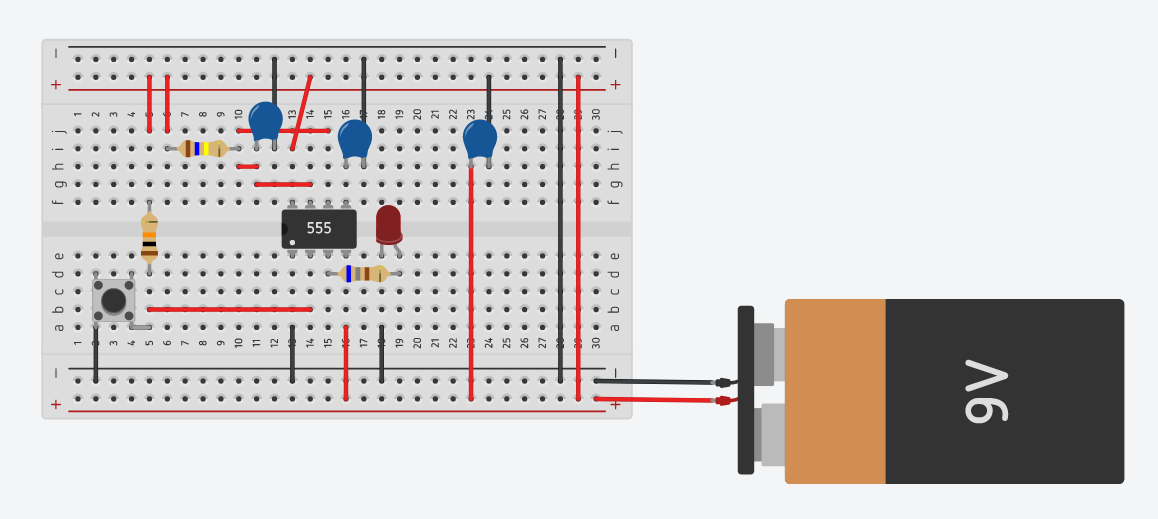 − −
+ +
1 2 3 4 5 6 7 8 9 10 13 14 15 16 17 18 19 20 21 22 23 24 25 26 27 28 29 30
j j
i i
h h
g g
f f
555
e e
d d
c c
b b
a a
1 2 3 4 5 6 7 8 9 10 11 12 13 14 15 16 17 18 19 20 21 22 23 24 25 26 27 28 29 30
− −
+ +
9V